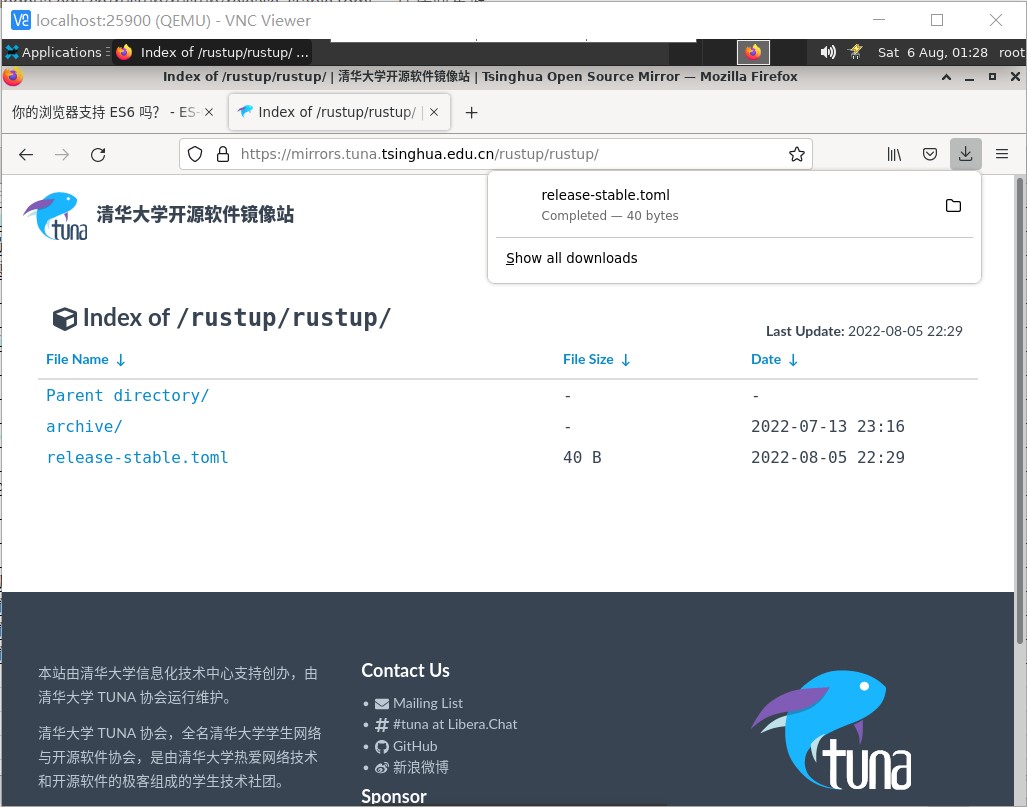 localhost:25900 (QEMU) - VNC Viewer
Applications
Index of /rustup/rustup/ ...
Sat 6 Aug, 01:28 root
Index of /rustup/rustup/ | 清华大学开源软件镜像站 | Tsinghua Open Source Mirror — Mozilla Firefox
你的浏览器支持 ES6 吗？ - ES-
Index of /rustup/rustup/ |
https://mirrors.tuna.tsinghua.edu.cn/rustup/rustup/
release-stable.toml
Completed — 40 bytes
Show all downloads
tuna
清华大学开源软件镜像站
Index of /rustup/rustup/
Last Update: 2022-08-05 22:29
File Name ↓ File Size ↓ Date ↓
Parent directory/ - -
archive/ - 2022-07-13 23:16
release-stable.toml 40 B 2022-08-05 22:29
本站由清华大学信息化技术中心支持创办，由
清华大学 TUNA 协会运行维护。
清华大学 TUNA 协会，全名清华大学学生网络
与开源软件协会，是由清华大学热爱网络技术
和开源软件的极客组成的学生技术社团。
Contact Us
• Mailing List
• #tuna at Libera.Chat
• GitHub
• 新浪微博
Sponsor
tuna